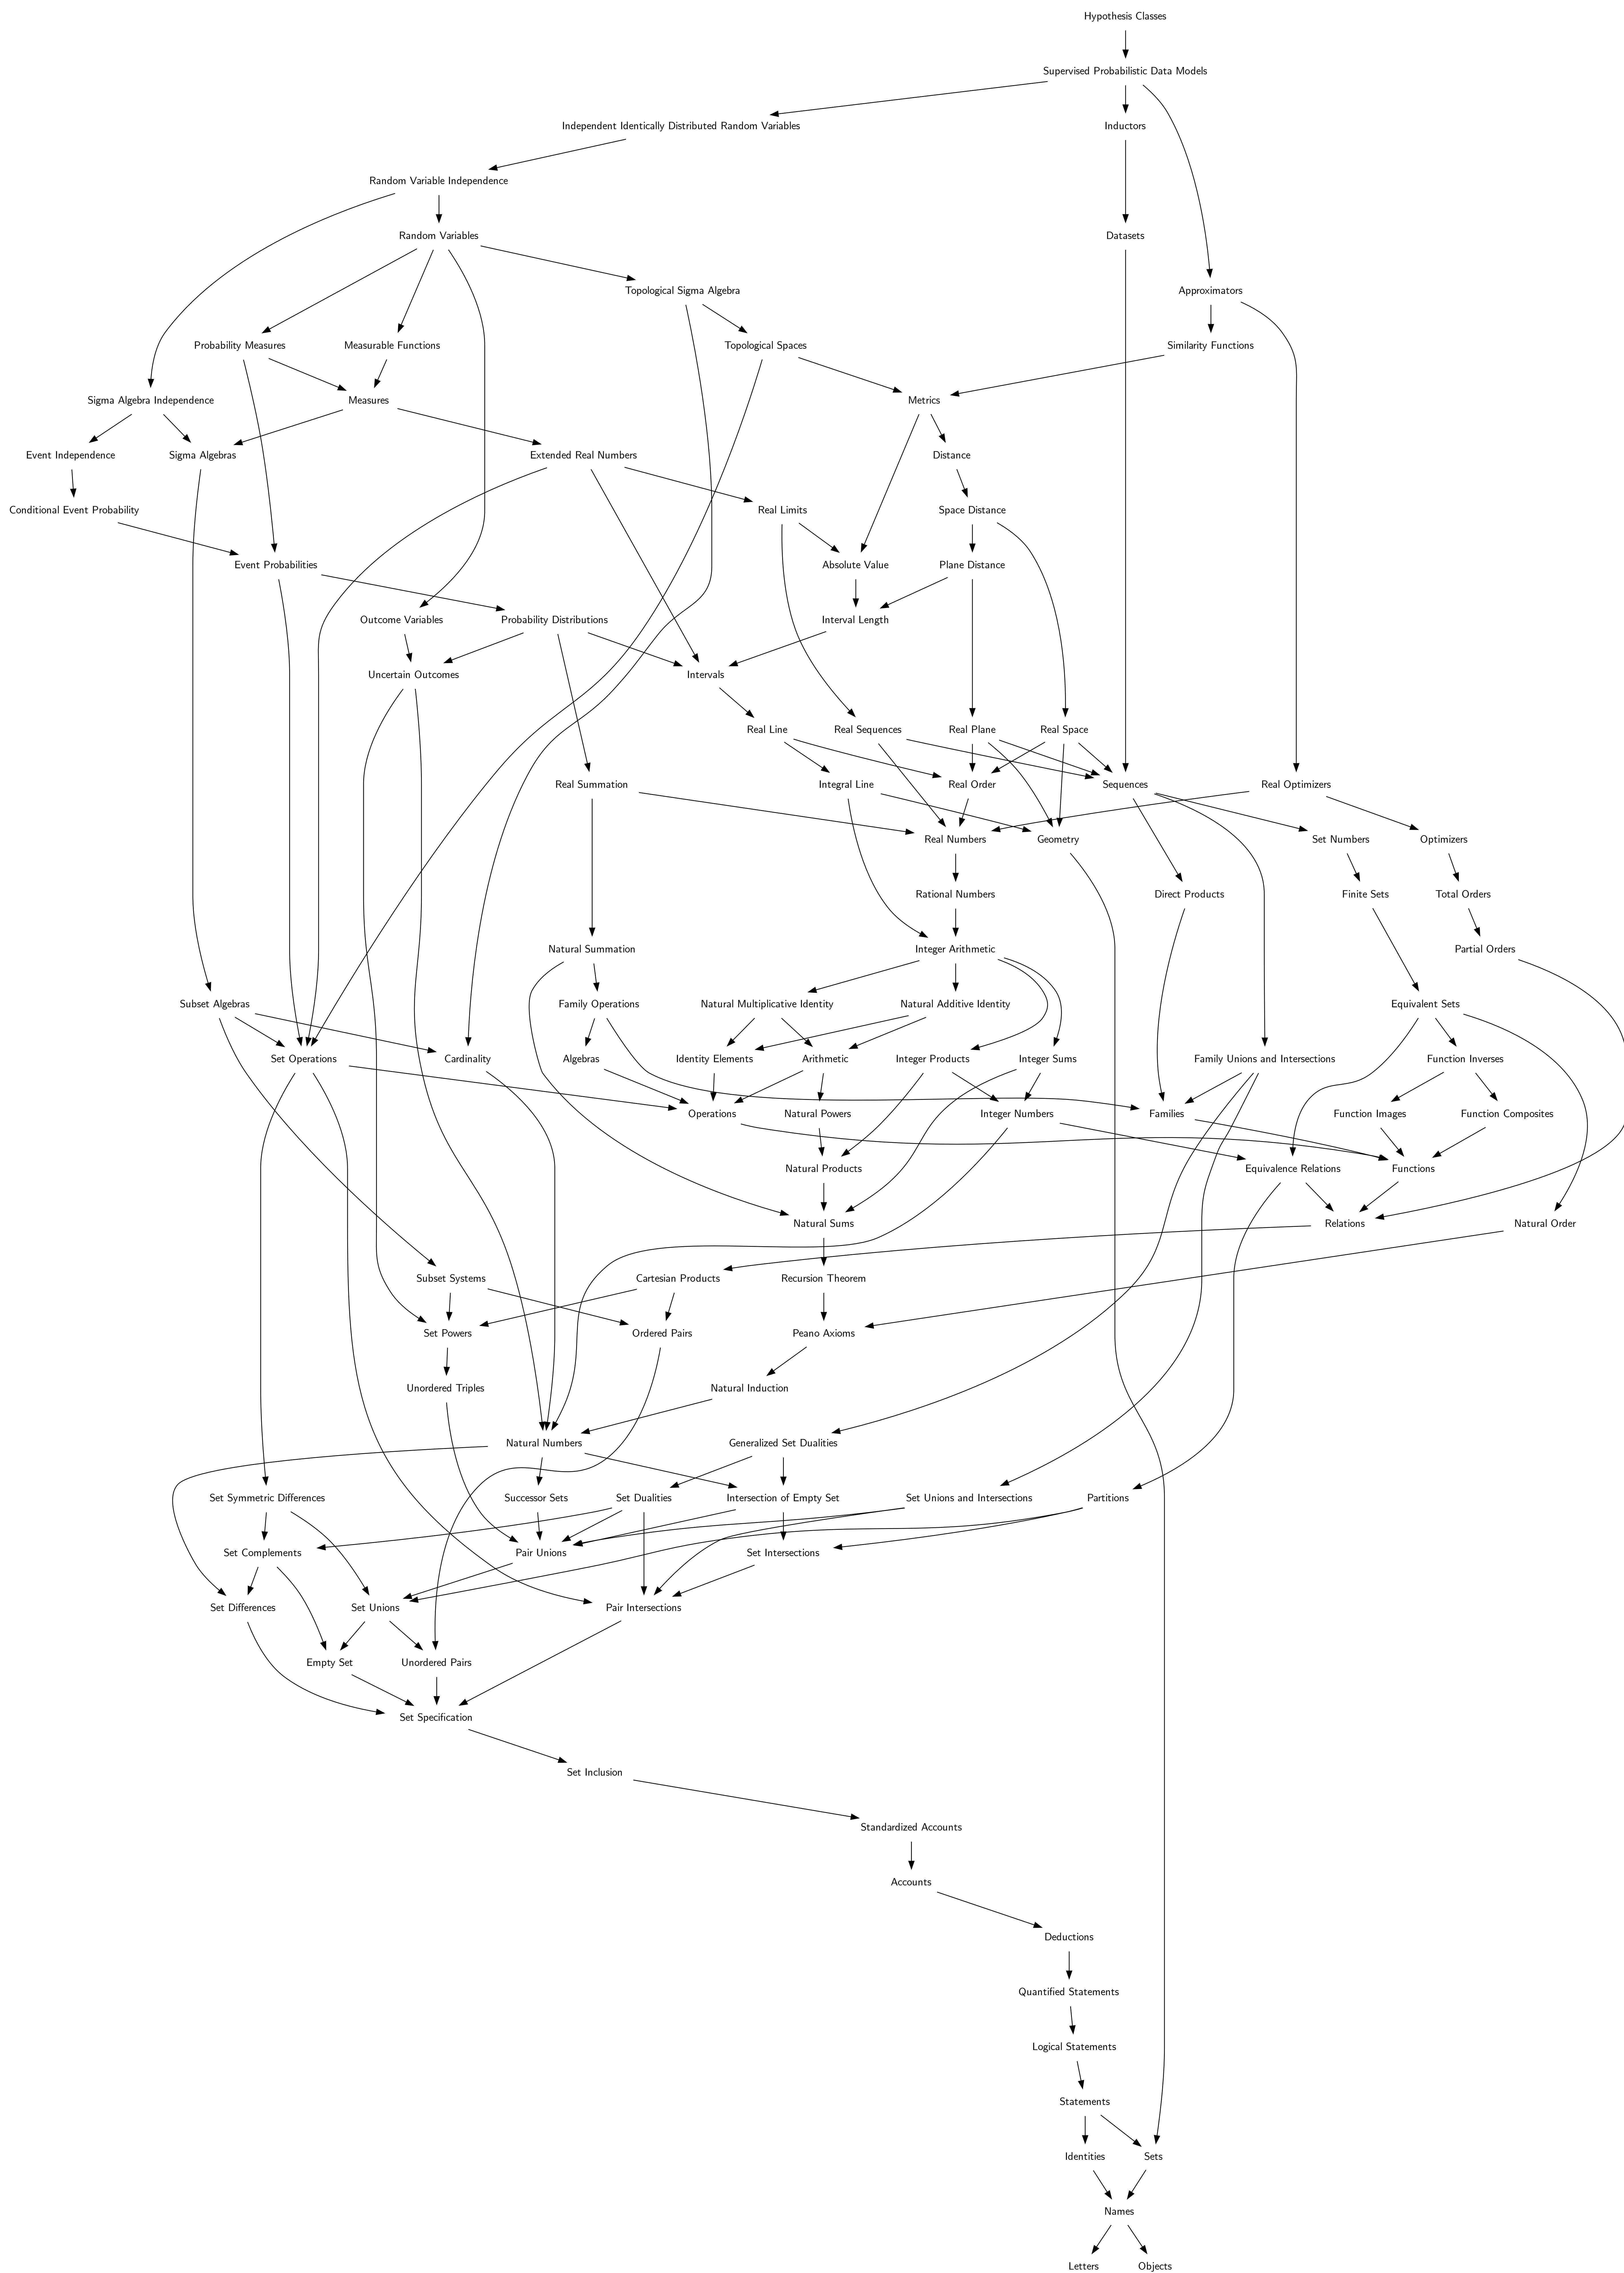 Hypothesis Classes
Supervised Probabilistic Data Models
Independent Identically Distributed Random Variables
Inductors
Random Variable Independence
Random Variables
Datasets
Topological Sigma Algebra
Approximators
Probability Measures
Measurable Functions
Topological Spaces
Similarity Functions
Sigma Algebra Independence
Measures
Metrics
Event Independence
Sigma Algebras
Extended Real Numbers
Distance
Conditional Event Probability
Real Limits
Space Distance
Event Probabilities
Absolute Value
Plane Distance
Outcome Variables
Probability Distributions
Interval Length
Uncertain Outcomes
Intervals
Real Line
Real Sequences
Real Plane
Real Space
Real Summation
Integral Line
Real Order
Sequences
Real Optimizers
Real Numbers
Geometry
Set Numbers
Optimizers
Rational Numbers
Direct Products
Finite Sets
Total Orders
Natural Summation
Integer Arithmetic
Partial Orders
Subset Algebras
Family Operations
Natural Multiplicative Identity
Natural Additive Identity
Equivalent Sets
Set Operations
Cardinality
Algebras
Identity Elements
Arithmetic
Integer Products
Integer Sums
Family Unions and Intersections
Function Inverses
Operations
Natural Powers
Integer Numbers
Families
Function Images
Function Composites
Natural Products
Equivalence Relations
Functions
Natural Sums
Relations
Natural Order
Subset Systems
Cartesian Products
Recursion Theorem
Set Powers
Ordered Pairs
Peano Axioms
Unordered Triples
Natural Induction
Natural Numbers
Generalized Set Dualities
Set Symmetric Differences
Successor Sets
Set Dualities
Intersection of Empty Set
Set Unions and Intersections
Partitions
Set Complements
Pair Unions
Set Intersections
Set Differences
Set Unions
Pair Intersections
Empty Set
Unordered Pairs
Set Specification
Set Inclusion
Standardized Accounts
Accounts
Deductions
Quantified Statements
Logical Statements
Statements
Identities
Sets
Names
Letters
Objects